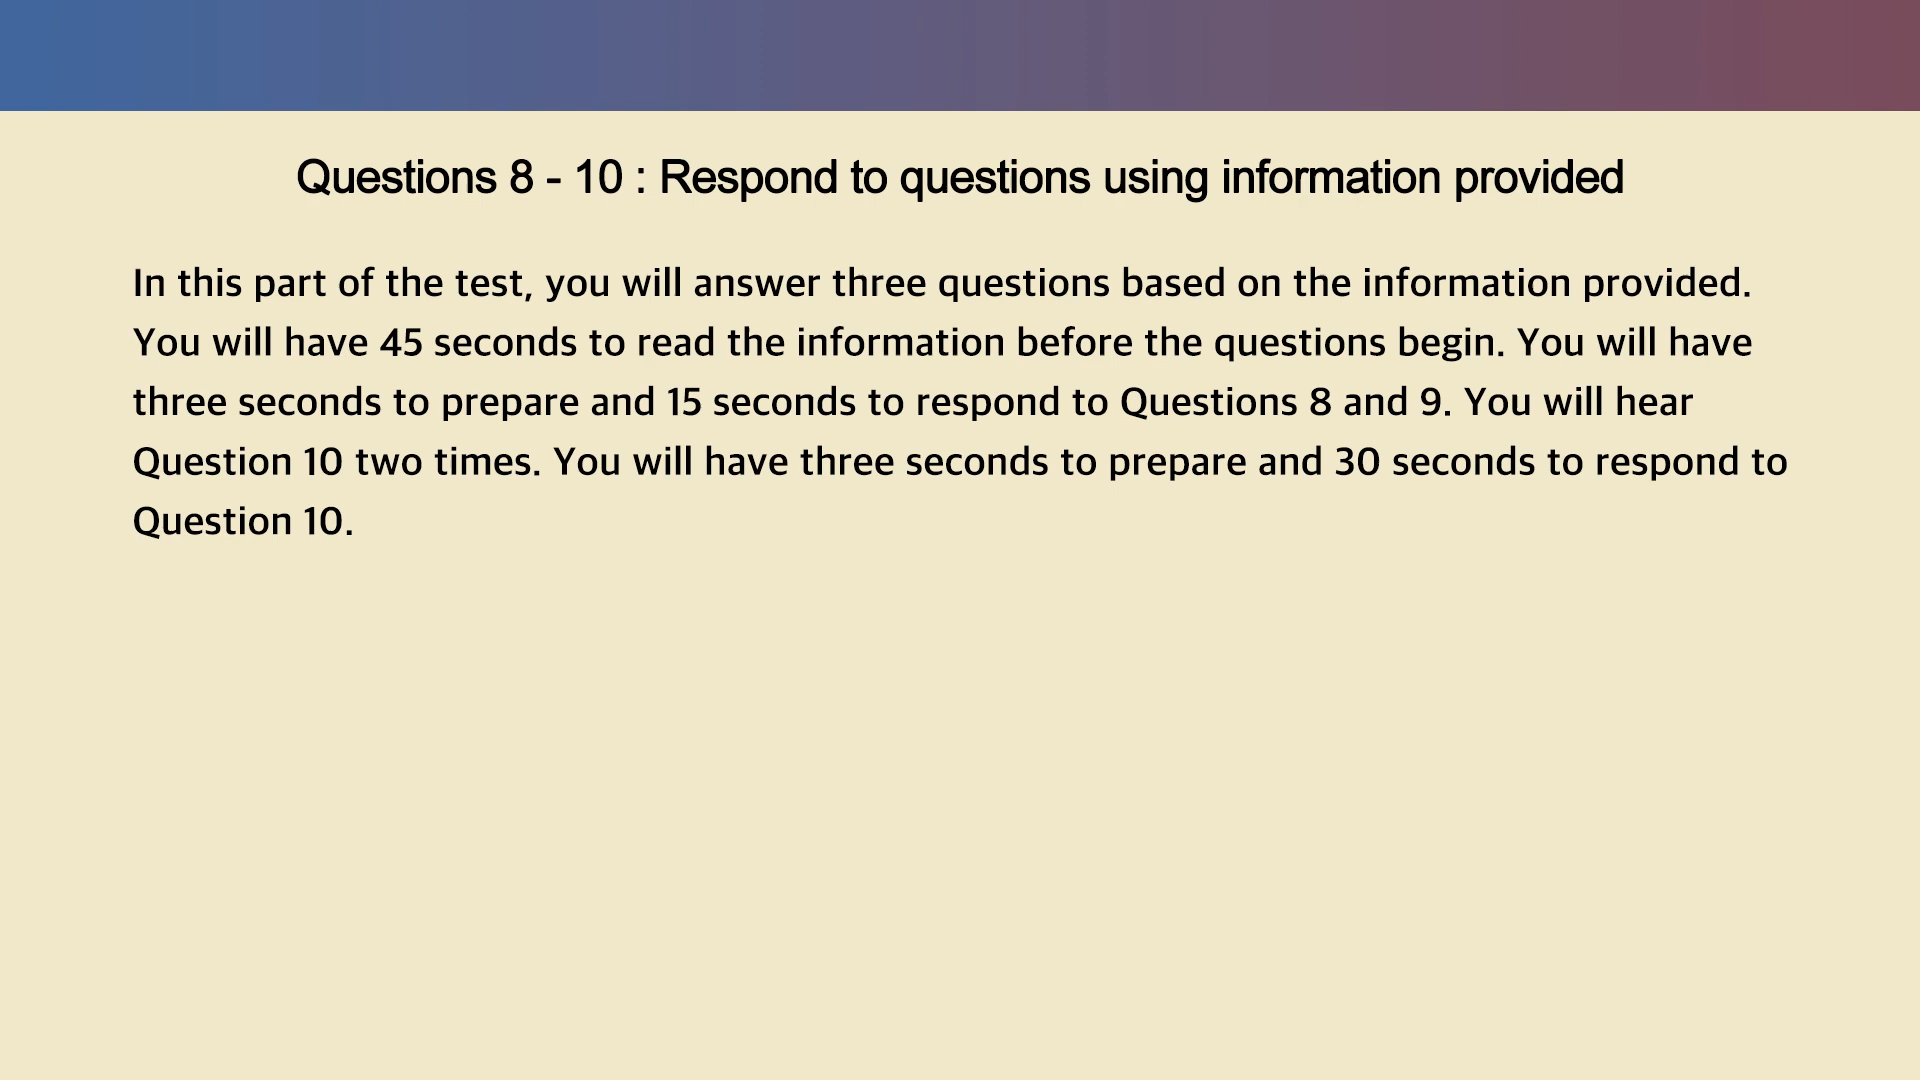 Questions 8 - 10 : Respond to questions using information provided
In this part of the test, you will answer three questions based on the information provided.
You will have 45 seconds to read the information before the questions begin. You will have
three seconds to prepare and 15 seconds to respond to Questions 8 and 9. You will hear
Question 10 two times. You will have three seconds to prepare and 30 seconds to respond to
Question 10.